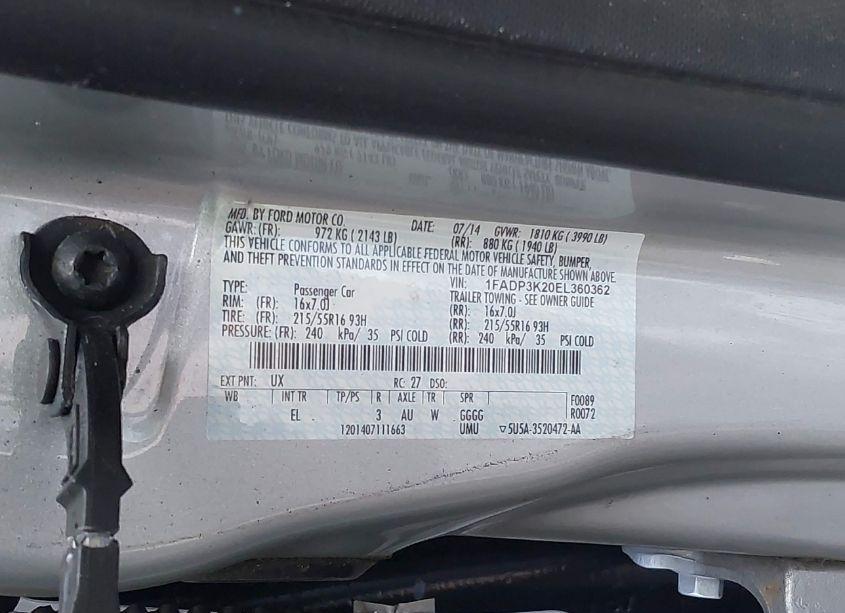 MFD. BY FORD MOTOR CO. DATE: 07/14 GVWR: 1810 KG ( 3990 LB)
GAWR: (FR): 972 KG ( 2143 LB) (RR): 880 KG ( 1940 LB)
THIS VEHICLE CONFORMS TO ALL APPLICABLE FEDERAL MOTOR VEHICLE SAFETY, BUMPER,
AND THEFT PREVENTION STANDARDS IN EFFECT ON THE DATE OF MANUFACTURE SHOWN ABOVE.
VIN: 1FADP3K20EL360362
TYPE: Passenger Car TRAILER TOWING - SEE OWNER GUIDE
RIM: (FR): 16x7.0J (RR): 16x7.0J
TIRE: (FR): 215/55R16 93H (RR): 215/55R16 93H
PRESSURE: (FR): 240 kPa/ 35 PSI COLD (RR): 240 kPa/ 35 PSI COLD
EXT PNT: UX RC: 27 DSO:
WB INT TR TP/PS R AXLE TR SPR F0089
EL 3 AU W GGGG R0072
1201407111663 UMU ▽5U5A-3520472-AA